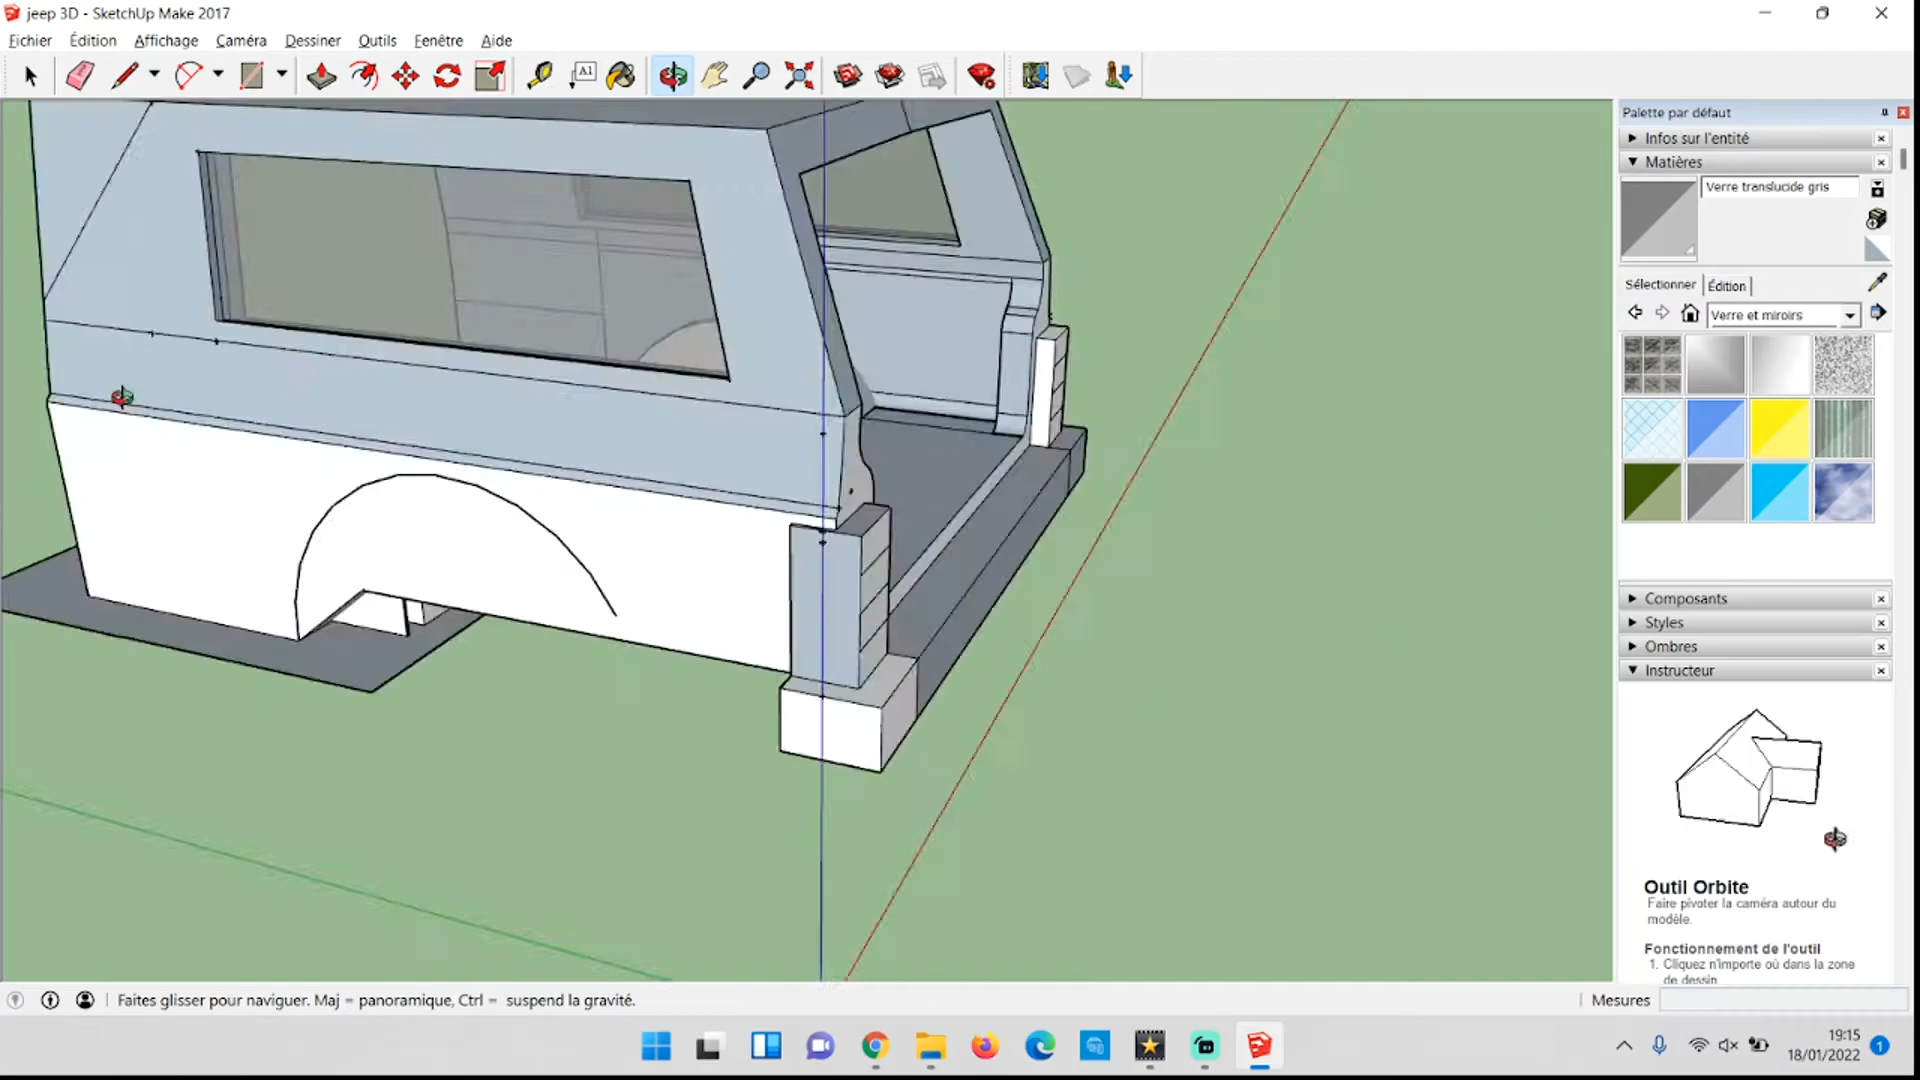 jeep 3D - SketchUp Make 2017
Fichier Édition Affichage Caméra Dessiner Outils Fenêtre Aide
A1
Palette par défaut
Infos sur l'entité
Matières
Verre translucide gris
Sélectionner Édition
Verre et miroirs
Composants
Styles
Ombres
Instructeur
Outil Orbite
Faire pivoter la caméra autour du
modèle.
Fonctionnement de l'outil
1. Cliquez n'importe où dans la zone
de dessin
Faites glisser pour naviguer. Maj = panoramique, Ctrl = suspend la gravité.
Mesures
19:15
18/01/2022
1